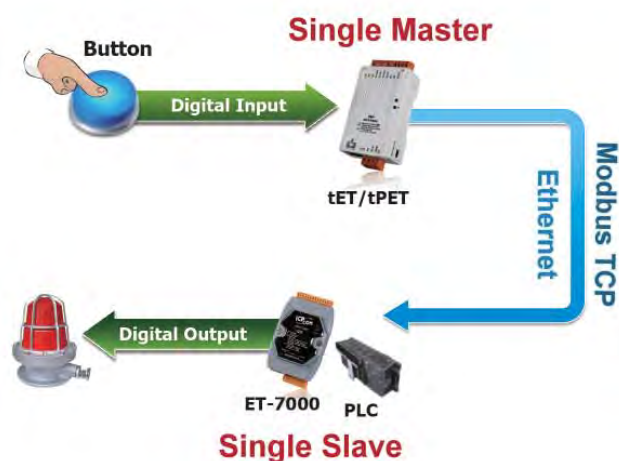 Single Master
Button
Digital Input
tET/tPET
Modbus TCP
Ethernet
Digital Output
ET-7000
PLC
Single Slave